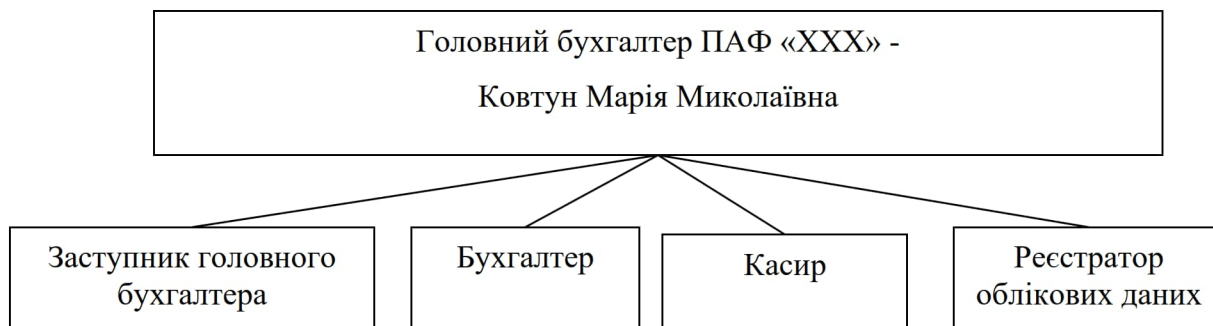 Головний бухгалтер ПАФ «ХХХ» -
Ковтун Марія Миколаївна
Заступник головного
бухгалтера
Бухгалтер
Касир
Реєстратор
облікових даних